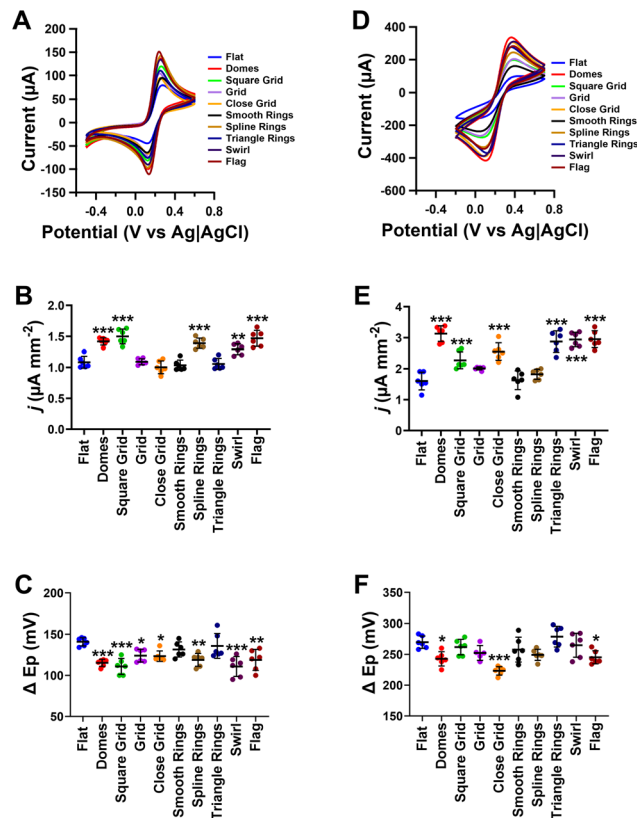 A
Current (µA)
200
150
100
50
0
-50
-100
-150
-0.4
0.0
0.4
0.8
Potential (V vs Ag|AgCl)
Flat
Domes
Square Grid
Grid
Close Grid
Smooth Rings
Spline Rings
Triangle Rings
Swirl
Flag
D
Current (µA)
400
200
0
-200
-400
-600
-0.4
0.0
0.4
0.8
Potential (V vs Ag|AgCl)
Flat
Domes
Square Grid
Grid
Close Grid
Smooth Rings
Spline Rings
Triangle Rings
Swirl
Flag
B
j (µA mm⁻²)
2.0
1.5
1.0
0.5
0.0
*** *** *** ** ***
Flat
Domes
Square Grid
Grid
Close Grid
Smooth Rings
Spline Rings
Triangle Rings
Swirl
Flag
E
j (µA mm⁻²)
4
3
2
1
0
*** *** *** *** *** ***
Flat
Domes
Square Grid
Grid
Close Grid
Smooth Rings
Spline Rings
Triangle Rings
Swirl
Flag
C
Δ Ep (mV)
200
150
100
50
*** *** * * ** *** **
Flat
Domes
Square Grid
Grid
Close Grid
Smooth Rings
Spline Rings
Triangle Rings
Swirl
Flag
F
Δ Ep (mV)
350
300
250
200
150
* *** *
Flat
Domes
Square Grid
Grid
Close Grid
Smooth Rings
Spline Rings
Triangle Rings
Swirl
Flag